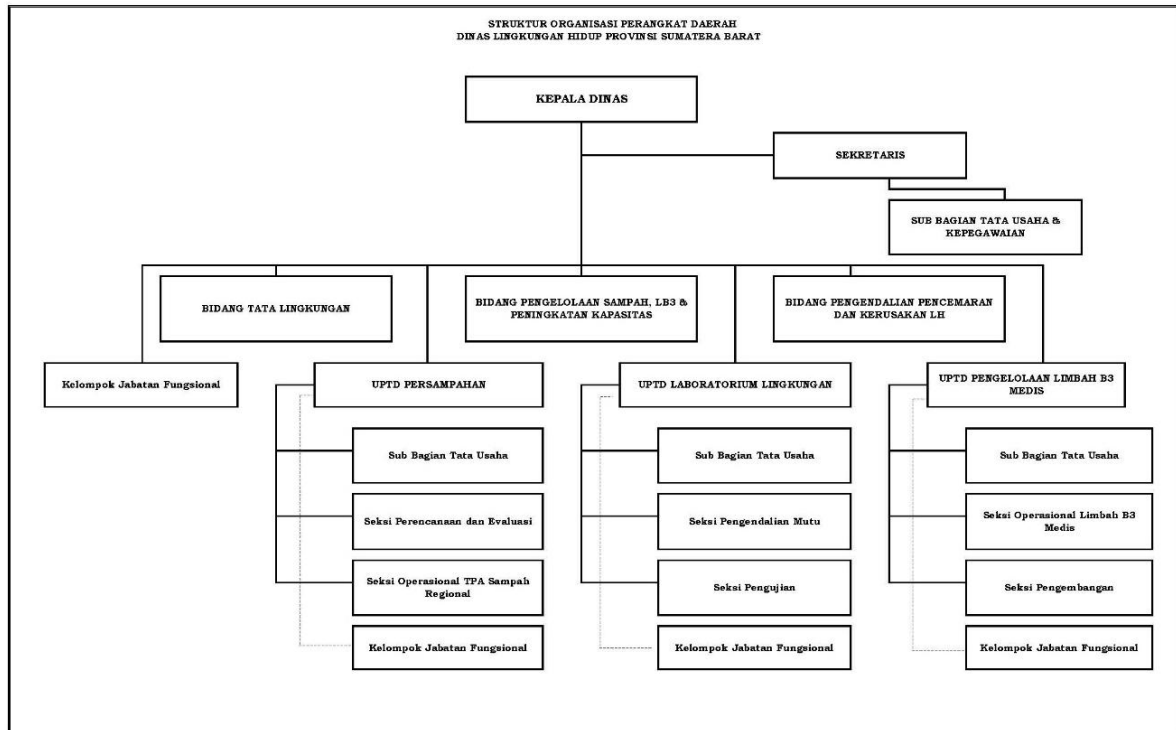 STRUKTUR ORGANISASI PERANGKAT DAERAH
DINAS LINGKUNGAN HIDUP PROVINSI SUMATERA BARAT
KEPALA DINAS
SEKRETARIS
SUB BAGIAN TATA USAHA &
KEPEGAWAIAN
BIDANG TATA LINGKUNGAN
BIDANG PENGELOLAAN SAMPAH, LB3 &
PENINGKATAN KAPASITAS
BIDANG PENGENDALIAN PENCEMARAN
DAN KERUSAKAN LH
Kelompok Jabatan Fungsional
UPTD PERSAMPAHAN
UPTD LABORATORIUM LINGKUNGAN
UPTD PENGELOLAAN LIMBAH B3
MEDIS
Sub Bagian Tata Usaha
Sub Bagian Tata Usaha
Sub Bagian Tata Usaha
Seksi Perencanaan dan Evaluasi
Seksi Pengendalian Mutu
Seksi Operasional Limbah B3
Medis
Seksi Operasional TPA Sampah
Regional
Seksi Pengujian
Seksi Pengembangan
Kelompok Jabatan Fungsional
Kelompok Jabatan Fungsional
Kelompok Jabatan Fungsional